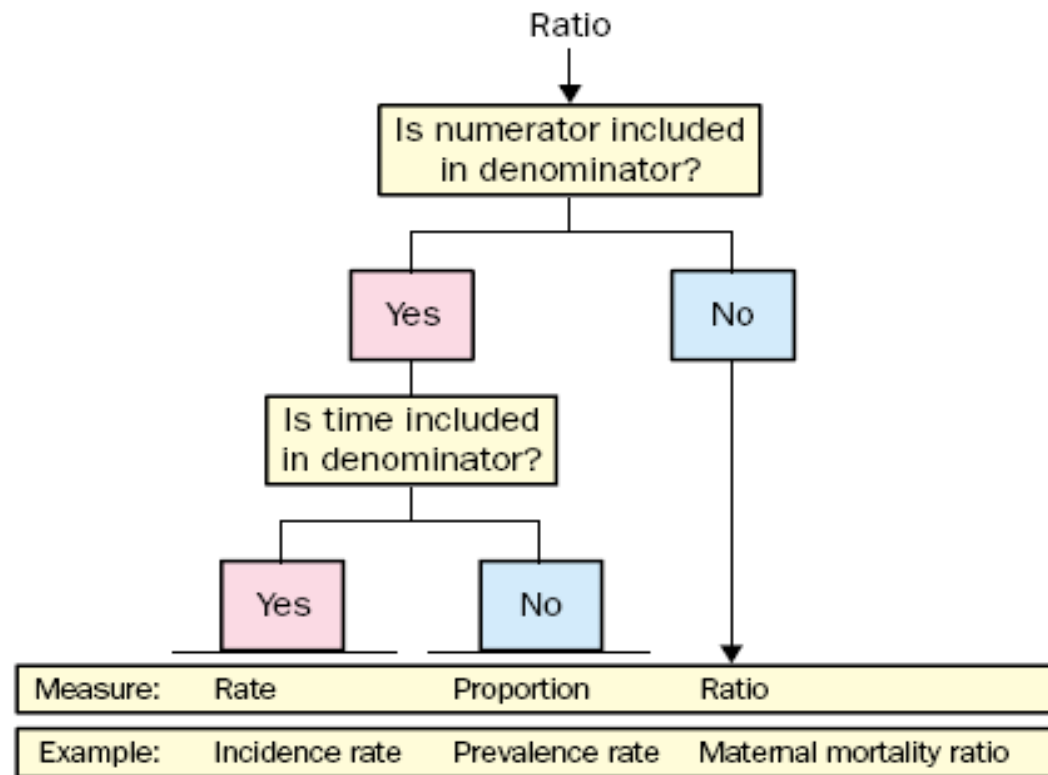 Ratio
Is numerator included
in denominator?
Yes
No
Is time included
in denominator?
Yes
No
Measure: Rate Proportion Ratio
Example: Incidence rate Prevalence rate Maternal mortality ratio